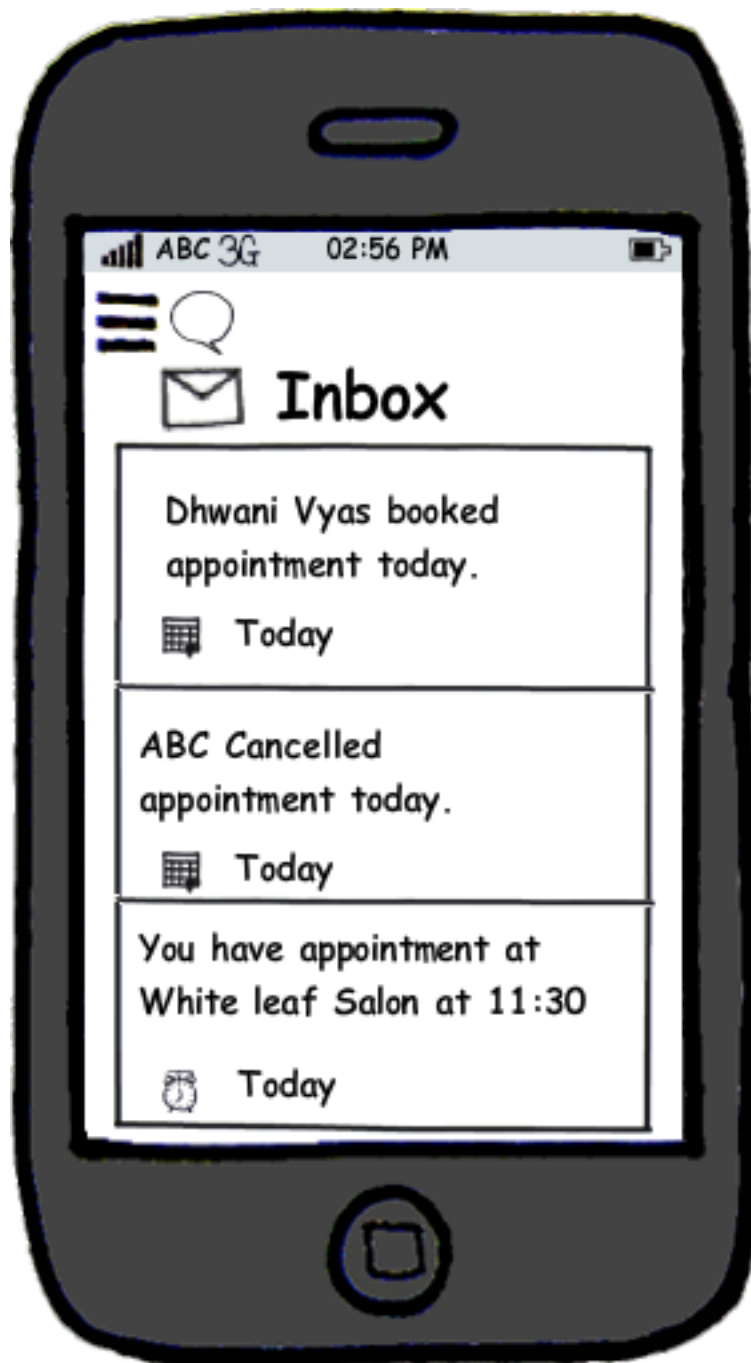 ABC 3G 02:56 PM
Inbox
Dhwani Vyas booked
appointment today.
Today
ABC Cancelled
appointment today.
Today
You have appointment at
White leaf Salon at 11:30
Today